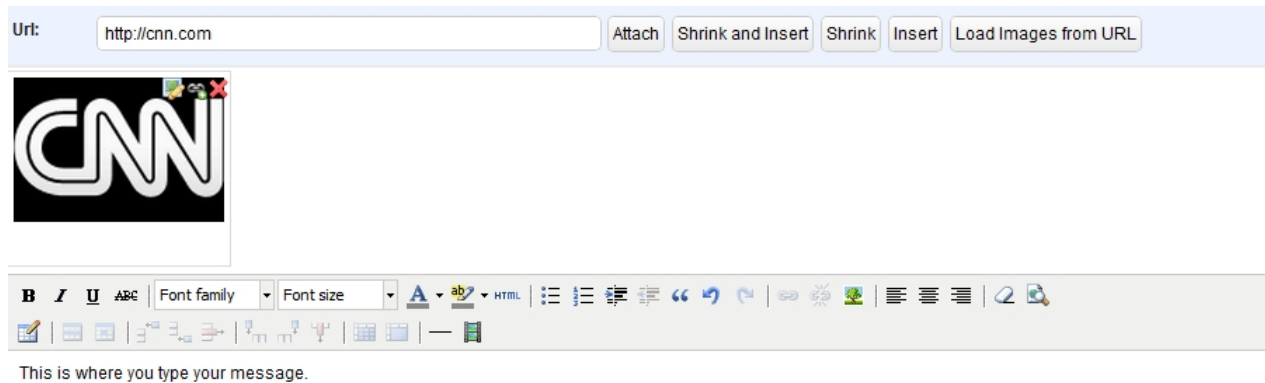 Url: http://cnn.com Attach Shrink and Insert Shrink Insert Load Images from URL
CNN
B I U ABC Font family Font size A ab HTML
This is where you type your message.